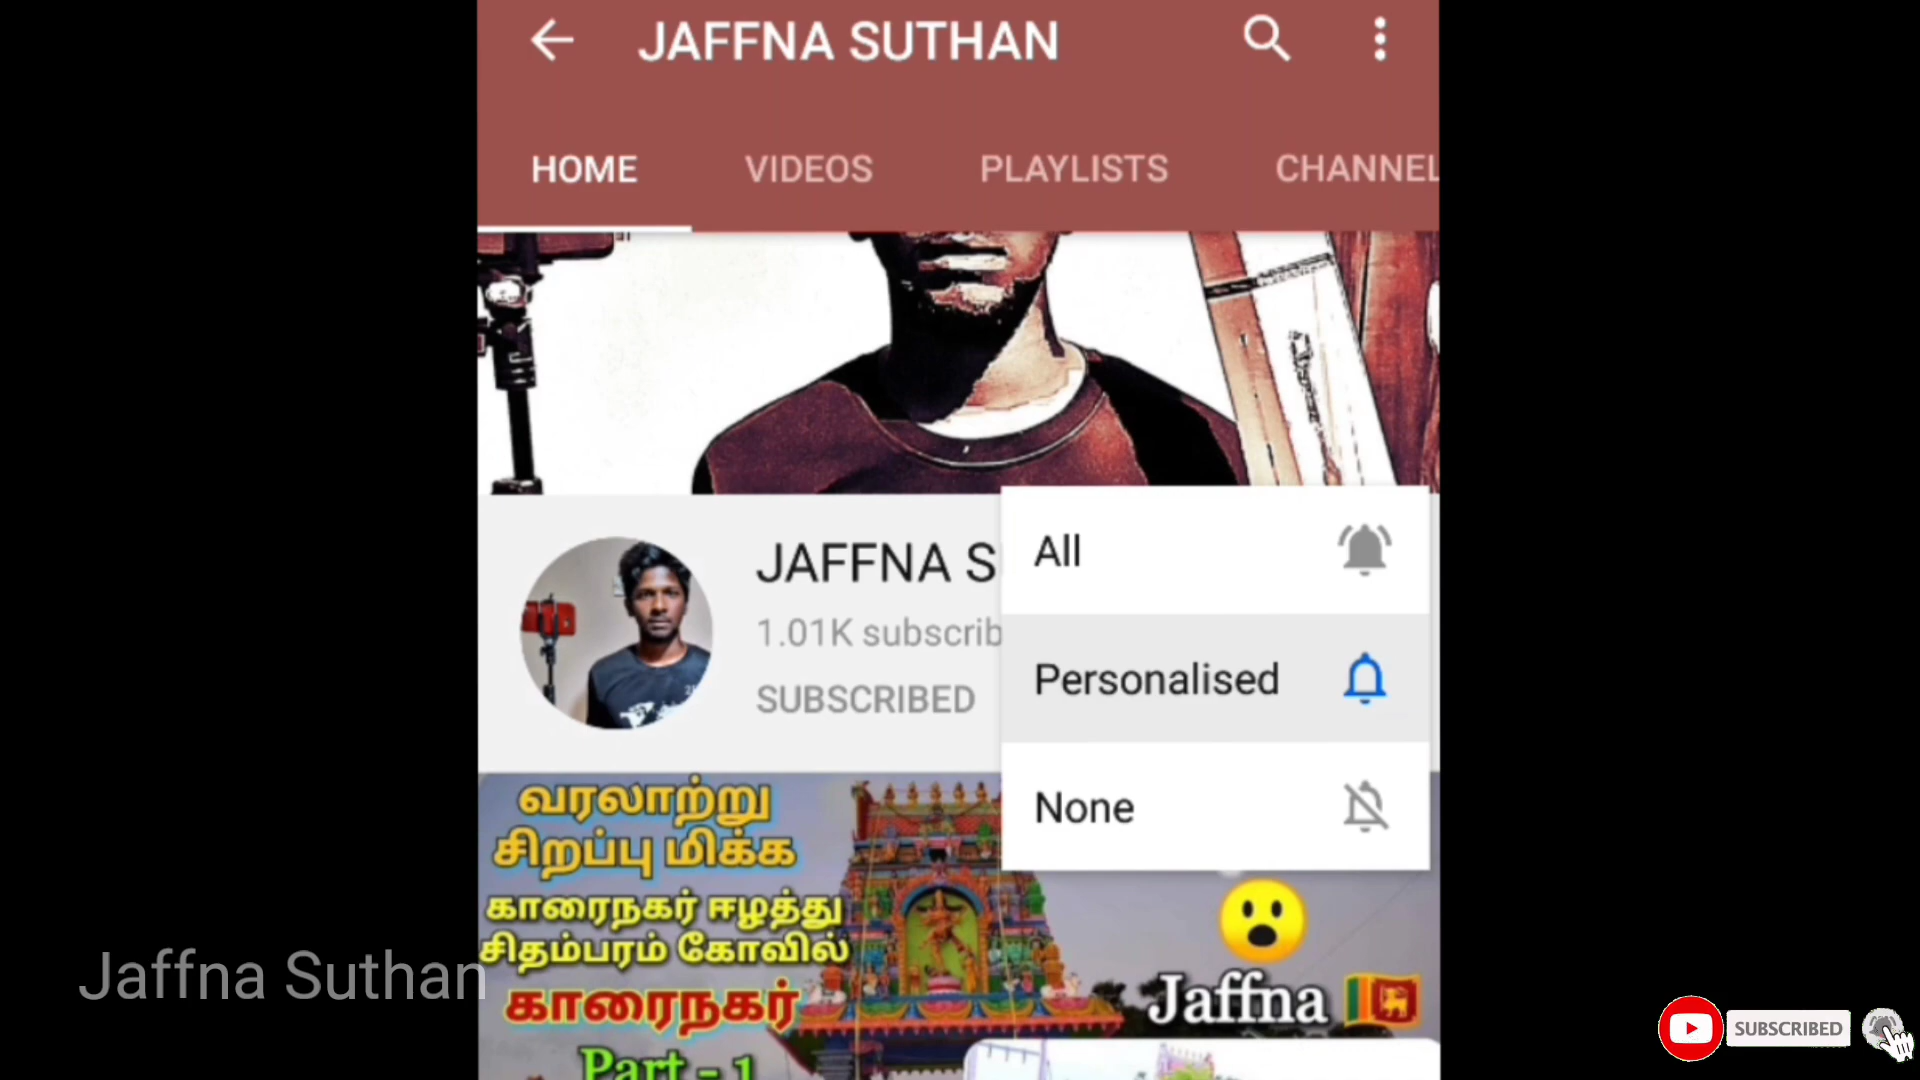 JAFFNA SUTHAN
HOME VIDEOS PLAYLISTS CHANNEL
JAFFNA S
1.01K subscrib
SUBSCRIBED
All
Personalised
None
வரலாற்று
சிறப்பு மிக்க
காரைநகர் ஈழத்து
சிதம்பரம் கோவில்
காரைநகர்
Part - 1
Jaffna
Jaffna Suthan
SUBSCRIBED